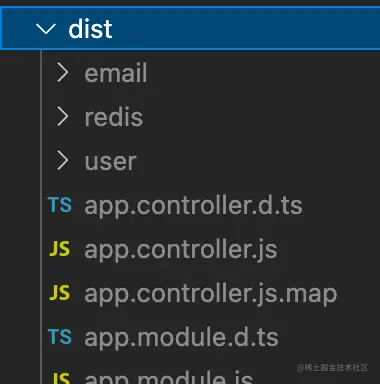 dist
email
redis
user
TS app.controller.d.ts
JS app.controller.js
JS app.controller.js.map
TS app.module.d.ts
JS app.module.js
@稀土掘金技术社区